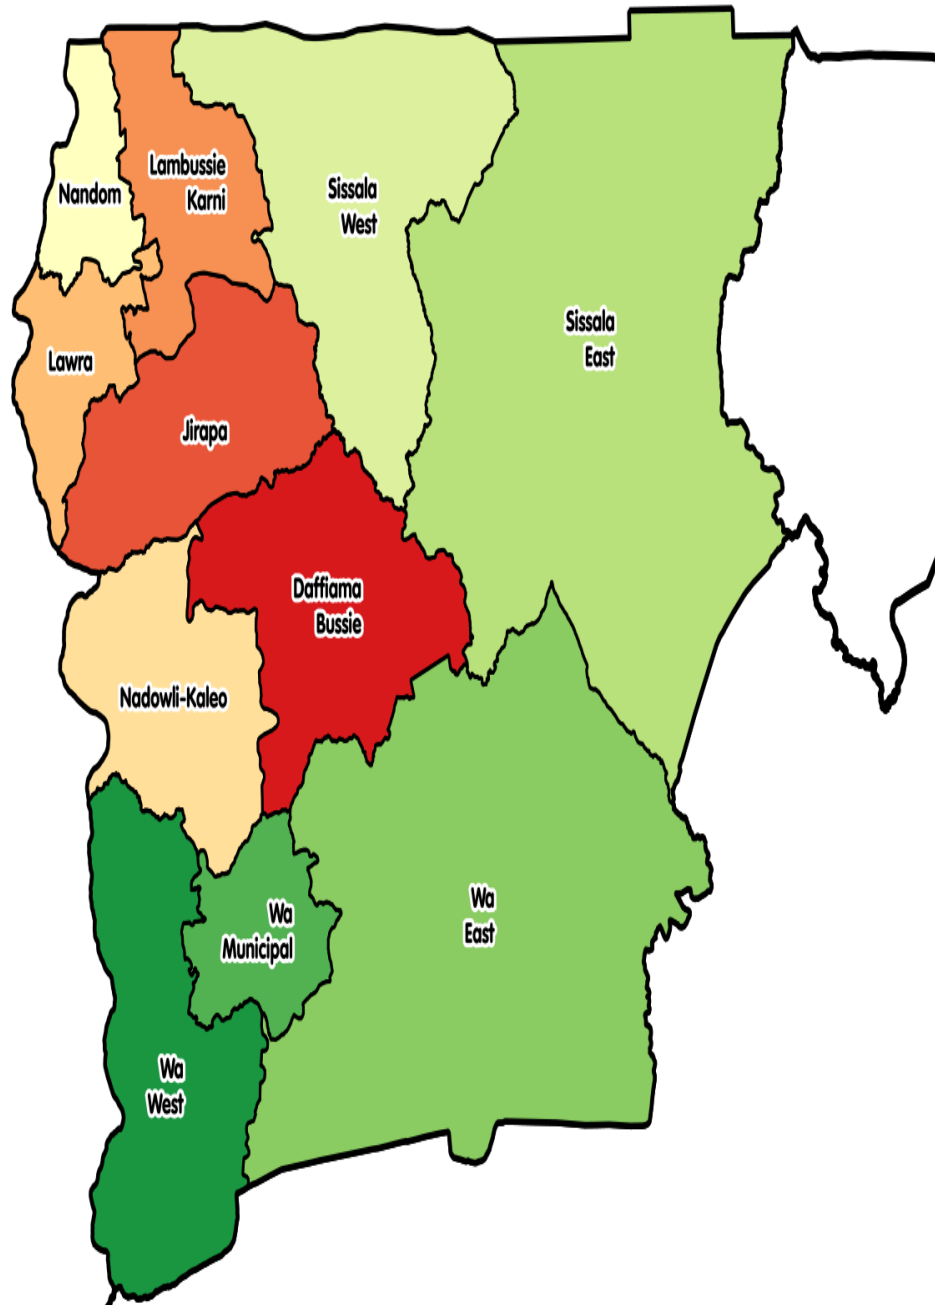 Nandom
Lambussie
Karni
Sissala
West
Sissala
East
Lawra
Jirapa
Daffiama
Bussie
Nadowli-Kaleo
Wa
East
Wa
Municipal
Wa
West